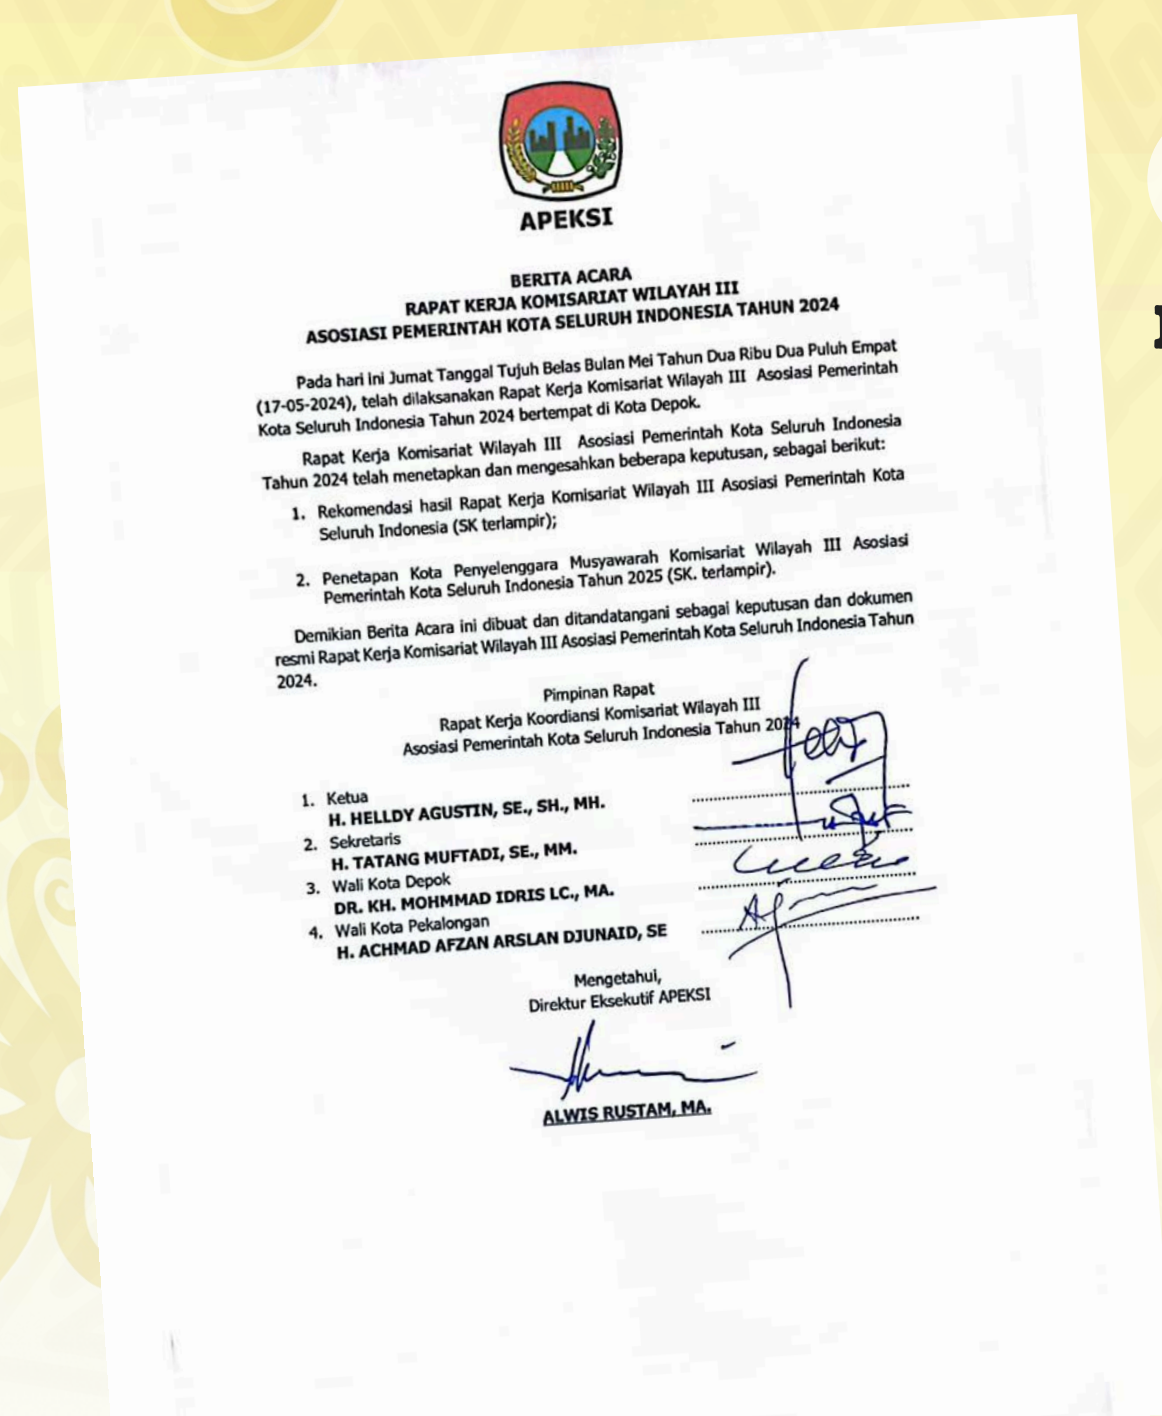 APEKSI
BERITA ACARA
RAPAT KERJA KOMISARIAT WILAYAH III
ASOSIASI PEMERINTAH KOTA SELURUH INDONESIA TAHUN 2024
Pada hari ini Jumat Tanggal Tujuh Belas Bulan Mei Tahun Dua Ribu Dua Puluh Empat
(17-05-2024), telah dilaksanakan Rapat Kerja Komisariat Wilayah III Asosiasi Pemerintah
Kota Seluruh Indonesia Tahun 2024 bertempat di Kota Depok.
Rapat Kerja Komisariat Wilayah III Asosiasi Pemerintah Kota Seluruh Indonesia
Tahun 2024 telah menetapkan dan mengesahkan beberapa keputusan, sebagai berikut:
1. Rekomendasi hasil Rapat Kerja Komisariat Wilayah III Asosiasi Pemerintah Kota
Seluruh Indonesia (SK terlampir);
2. Penetapan Kota Penyelenggara Musyawarah Komisariat Wilayah III Asosiasi
Pemerintah Kota Seluruh Indonesia Tahun 2025 (SK. terlampir).
Demikian Berita Acara ini dibuat dan ditandatangani sebagai keputusan dan dokumen
resmi Rapat Kerja Komisariat Wilayah III Asosiasi Pemerintah Kota Seluruh Indonesia Tahun
2024.
Pimpinan Rapat
Rapat Kerja Koordiansi Komisariat Wilayah III
Asosiasi Pemerintah Kota Seluruh Indonesia Tahun 2024
1. Ketua
H. HELLDY AGUSTIN, SE., SH., MH.
2. Sekretaris
H. TATANG MUFTADI, SE., MM.
3. Wali Kota Depok
DR. KH. MOHMMAD IDRIS LC., MA.
4. Wali Kota Pekalongan
H. ACHMAD AFZAN ARSLAN DJUNAID, SE
Mengetahui,
Direktur Eksekutif APEKSI
ALWIS RUSTAM, MA.